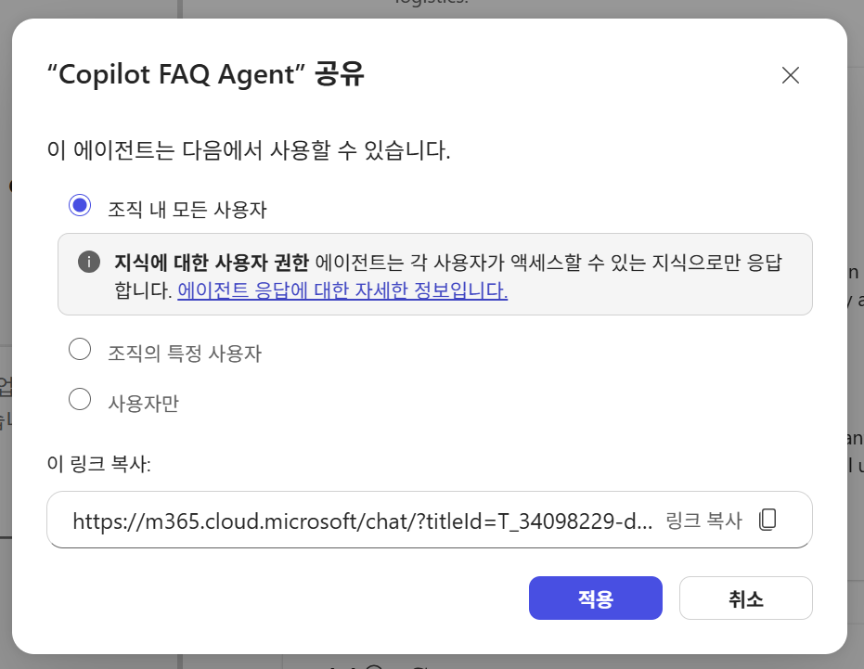 logistics.
“Copilot FAQ Agent” 공유
이 에이전트는 다음에서 사용할 수 있습니다.
조직 내 모든 사용자
지식에 대한 사용자 권한 에이전트는 각 사용자가 액세스할 수 있는 지식으로만 응답
합니다. 에이전트 응답에 대한 자세한 정보입니다.
조직의 특정 사용자
사용자만
이 링크 복사:
https://m365.cloud.microsoft/chat/?titleId=T_34098229-d... 링크 복사
적용 취소